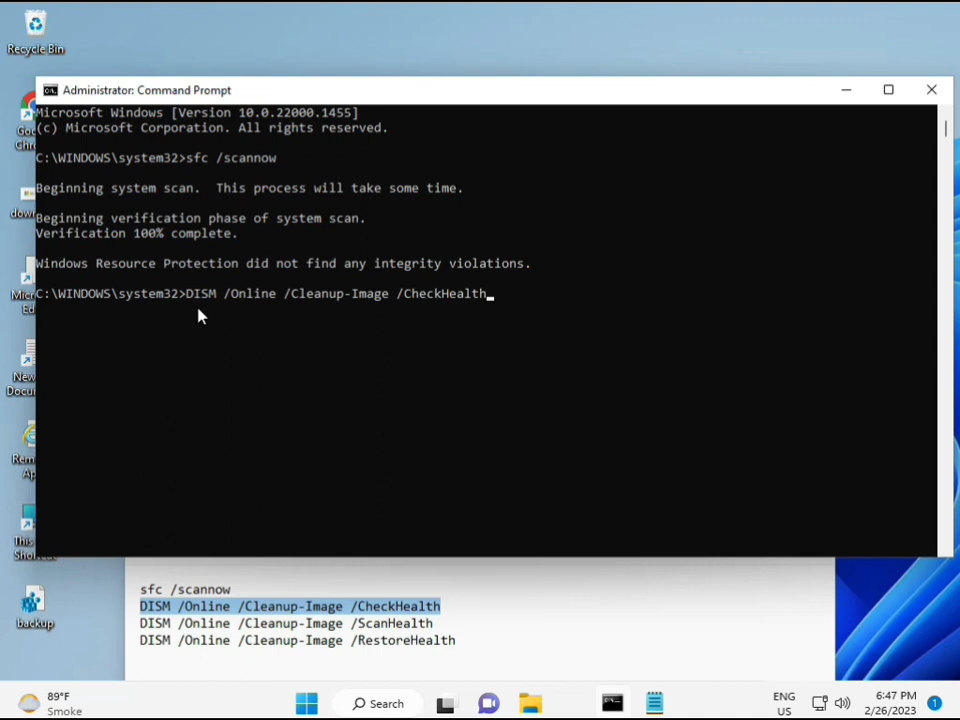 Recycle Bin
Administrator: Command Prompt
Microsoft Windows [Version 10.0.22000.1455]
(c) Microsoft Corporation. All rights reserved.
C:\WINDOWS\system32>sfc /scannow
Beginning system scan.  This process will take some time.
Beginning verification phase of system scan.
Verification 100% complete.
Windows Resource Protection did not find any integrity violations.
C:\WINDOWS\system32>DISM /Online /Cleanup-Image /CheckHealth
backup
sfc /scannow
DISM /Online /Cleanup-Image /CheckHealth
DISM /Online /Cleanup-Image /ScanHealth
DISM /Online /Cleanup-Image /RestoreHealth
89°F
Smoke
Search
ENG
US
6:47 PM
2/26/2023
1